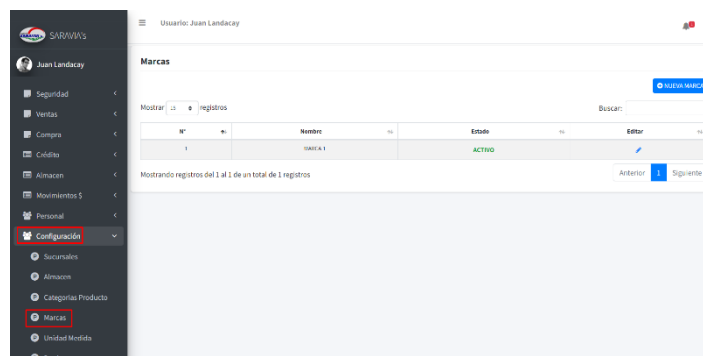 SARAVIA's
Usuario: Juan Landacay
Juan Landacay
Seguridad
Ventas
Compra
Crédito
Almacen
Movimientos $
Personal
Configuración
Sucursales
Almacen
Categorias Producto
Marcas
Unidad Medida
Marcas
NUEVA MARCA
Mostrar registros
Buscar:
N° Nombre Estado Editar
1 MARCA 1 ACTIVO
Mostrando registros del 1 al 1 de un total de 1 registros
Anterior 1 Siguiente